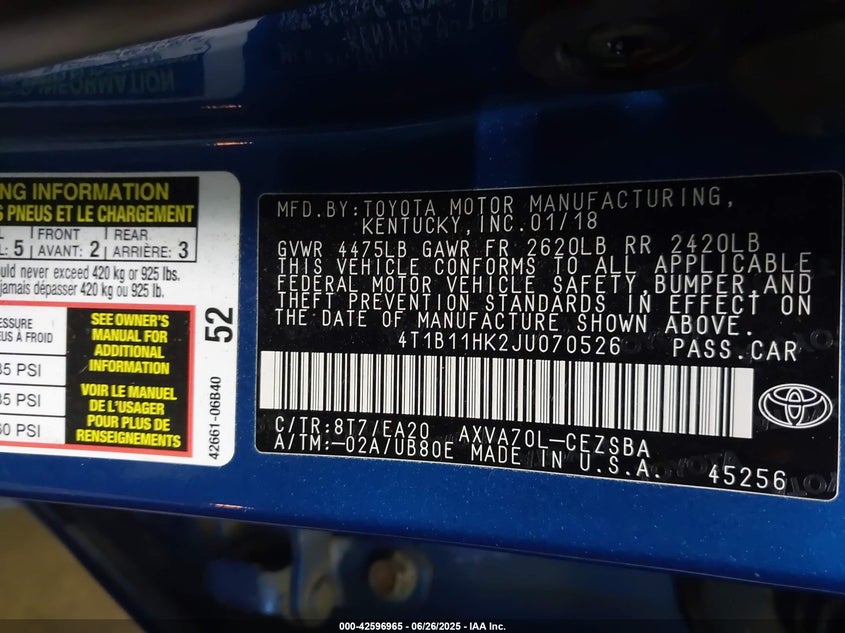 NG INFORMATION
S PNEUS ET LE CHARGEMENT
FRONT REAR
: 5 AVANT: 2 ARRIÈRE: 3
never exceed 420 kg or 925 lbs.
jamais dépasser 420 kg ou 925 lb.
SEE OWNER'S
MANUAL FOR
ADDITIONAL
INFORMATION
VOIR LE MANUEL
DE L'USAGER
POUR PLUS DE
RENSEIGNEMENTS
À FROID
35 PSI
35 PSI
60 PSI
52
42661-06B40
MFD.BY:TOYOTA MOTOR MANUFACTURING,
KENTUCKY,INC.01/18
GVWR 4475LB GAWR FR 2620LB RR 2420LB
THIS VEHICLE CONFORMS TO ALL APPLICABLE
FEDERAL MOTOR VEHICLE SAFETY,BUMPER,AND
THEFT PREVENTION STANDARDS IN EFFECT ON
THE DATE OF MANUFACTURE SHOWN ABOVE.
4T1B11HK2JU070526 PASS.CAR
C/TR:8T7/EA20 AXVA70L-CEZSBA
A/TM:-02A/UB80E MADE IN U.S.A.
45256
000-42596965 - 06/26/2025 - IAA Inc.